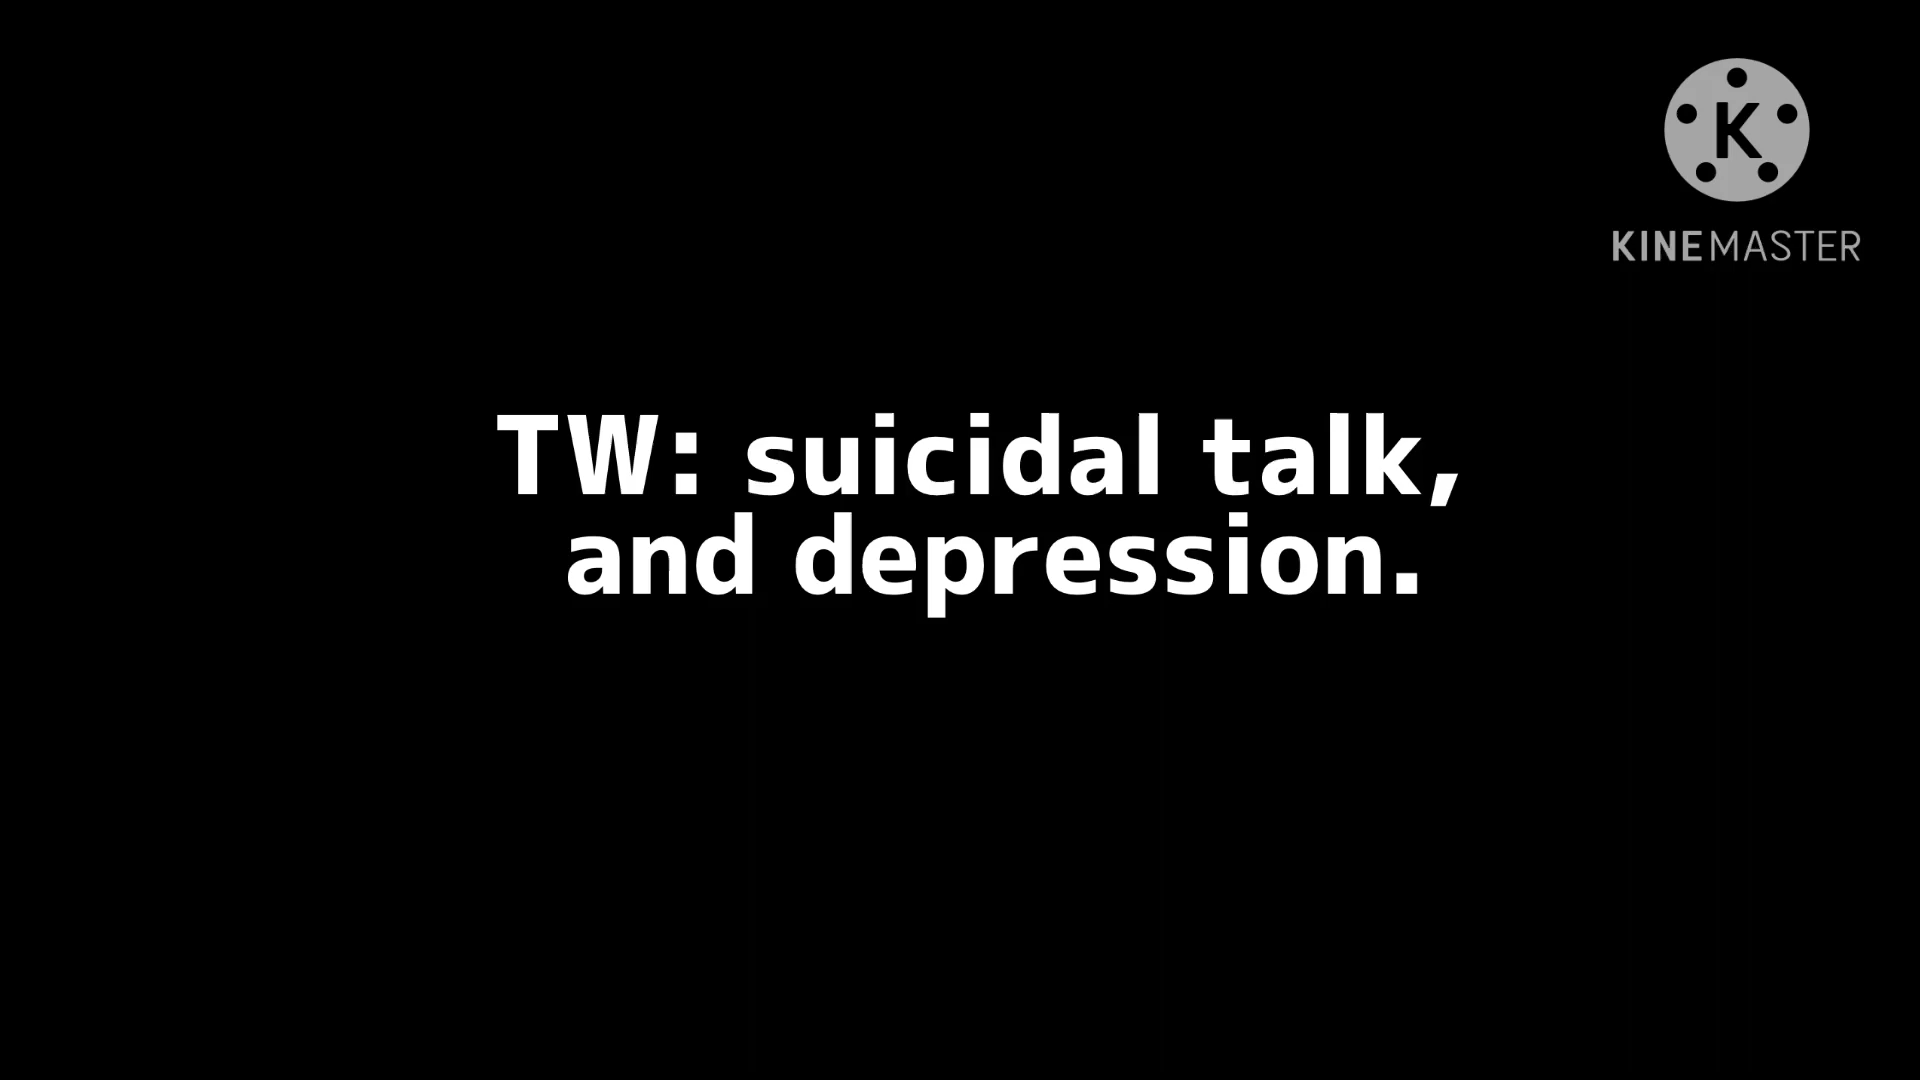 K
KINEMASTER
TW: suicidal talk,
and depression.